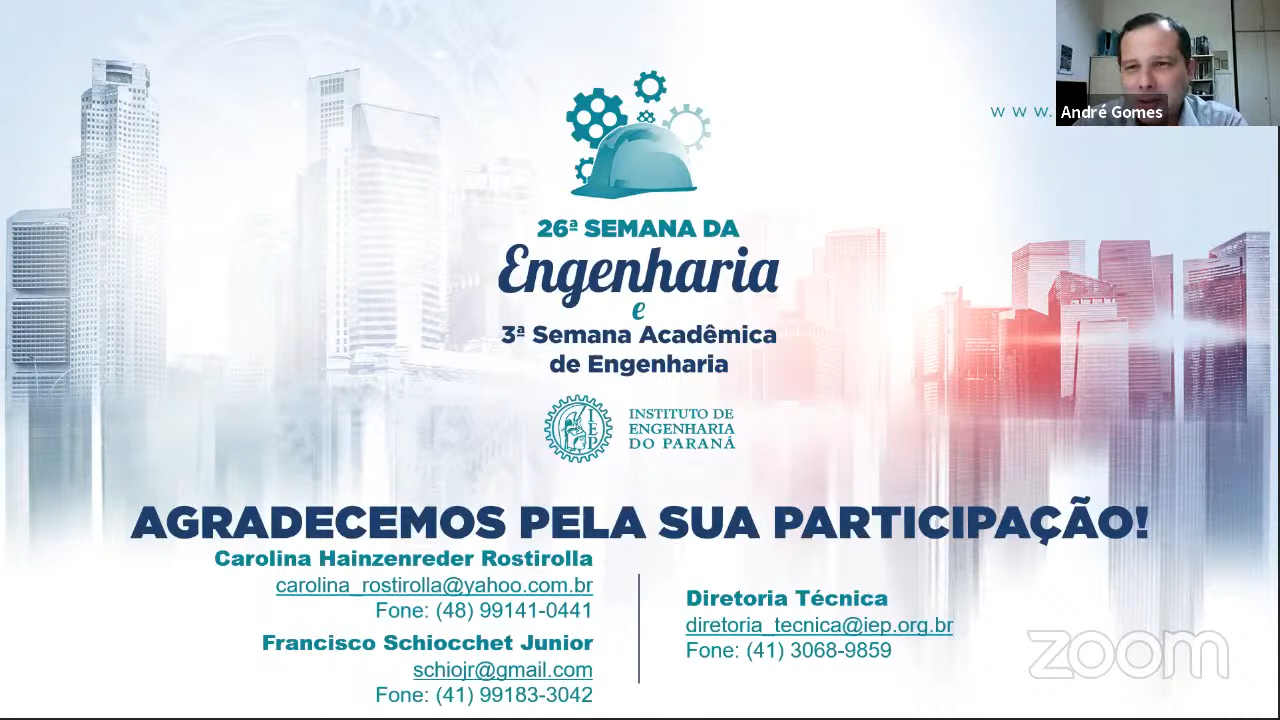 w w w.
André Gomes
26ª SEMANA DA
Engenharia
e
3ª Semana Acadêmica
de Engenharia
IEP
INSTITUTO DE
ENGENHARIA
DO PARANÁ
AGRADECEMOS PELA SUA PARTICIPAÇÃO!
Carolina Hainzenreder Rostirolla
carolina_rostirolla@yahoo.com.br
Fone: (48) 99141-0441
Francisco Schiocchet Junior
schiojr@gmail.com
Fone: (41) 99183-3042
Diretoria Técnica
diretoria_tecnica@iep.org.br
Fone: (41) 3068-9859
zoom